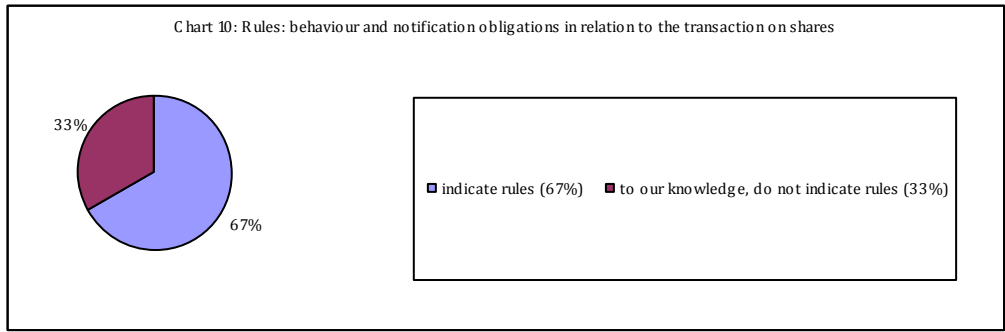 Chart 10: Rules: behaviour and notification obligations in relation to the transaction on shares
33%
67%
indicate rules (67%) to our knowledge, do not indicate rules (33%)